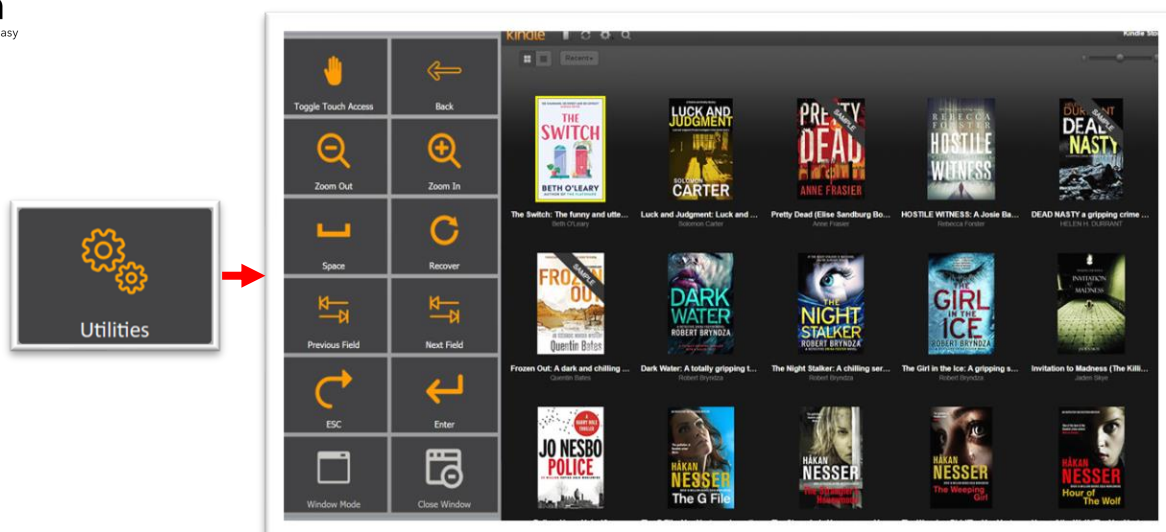 asy
Utilities
Toggle Touch Access
Back
Zoom Out
Zoom In
Space
Recover
Previous Field
Next Field
ESC
Enter
Window Mode
Close Window
kindle
Recent
THE
SWITCH
BETH O'LEARY
LUCK AND
JUDGMENT
SOLOMON
CARTER
PRETTY
DEAD
SAMPLE
ANNE FRASIER
REBECCA
FORSTER
HOSTILE
WITNESS
DEAD
NASTY
SAMPLE
The Switch: The funny and utte...
Beth O'Leary
Luck and Judgment: Luck and ...
Solomon Carter
Pretty Dead (Elise Sandburg Bo...
Anne Frasier
HOSTILE WITNESS: A Josie Ba...
Rebecca Forster
DEAD NASTY a gripping crime ...
HELEN H. DURRANT
FROZEN
OUT
SAMPLE
Quentin Bates
DARK
WATER
ROBERT BRYNDZA
THE
NIGHT
STALKER
ROBERT BRYNDZA
THE
GIRL
IN THE
ICE
ROBERT BRYNDZA
INVITATION
TO
MADNESS
Frozen Out: A dark and chilling ...
Quentin Bates
Dark Water: A totally gripping t...
Robert Bryndza
The Night Stalker: A chilling ser...
Robert Bryndza
The Girl in the Ice: A gripping s...
Robert Bryndza
Invitation to Madness (The Killi...
Jaden Skye
JO NESBO
POLICE
HÅKAN
NESSER
The G File
HÅKAN
NESSER
HÅKAN
NESSER
The Weeping
Girl
HÅKAN
NESSER
Hour of
The Wolf